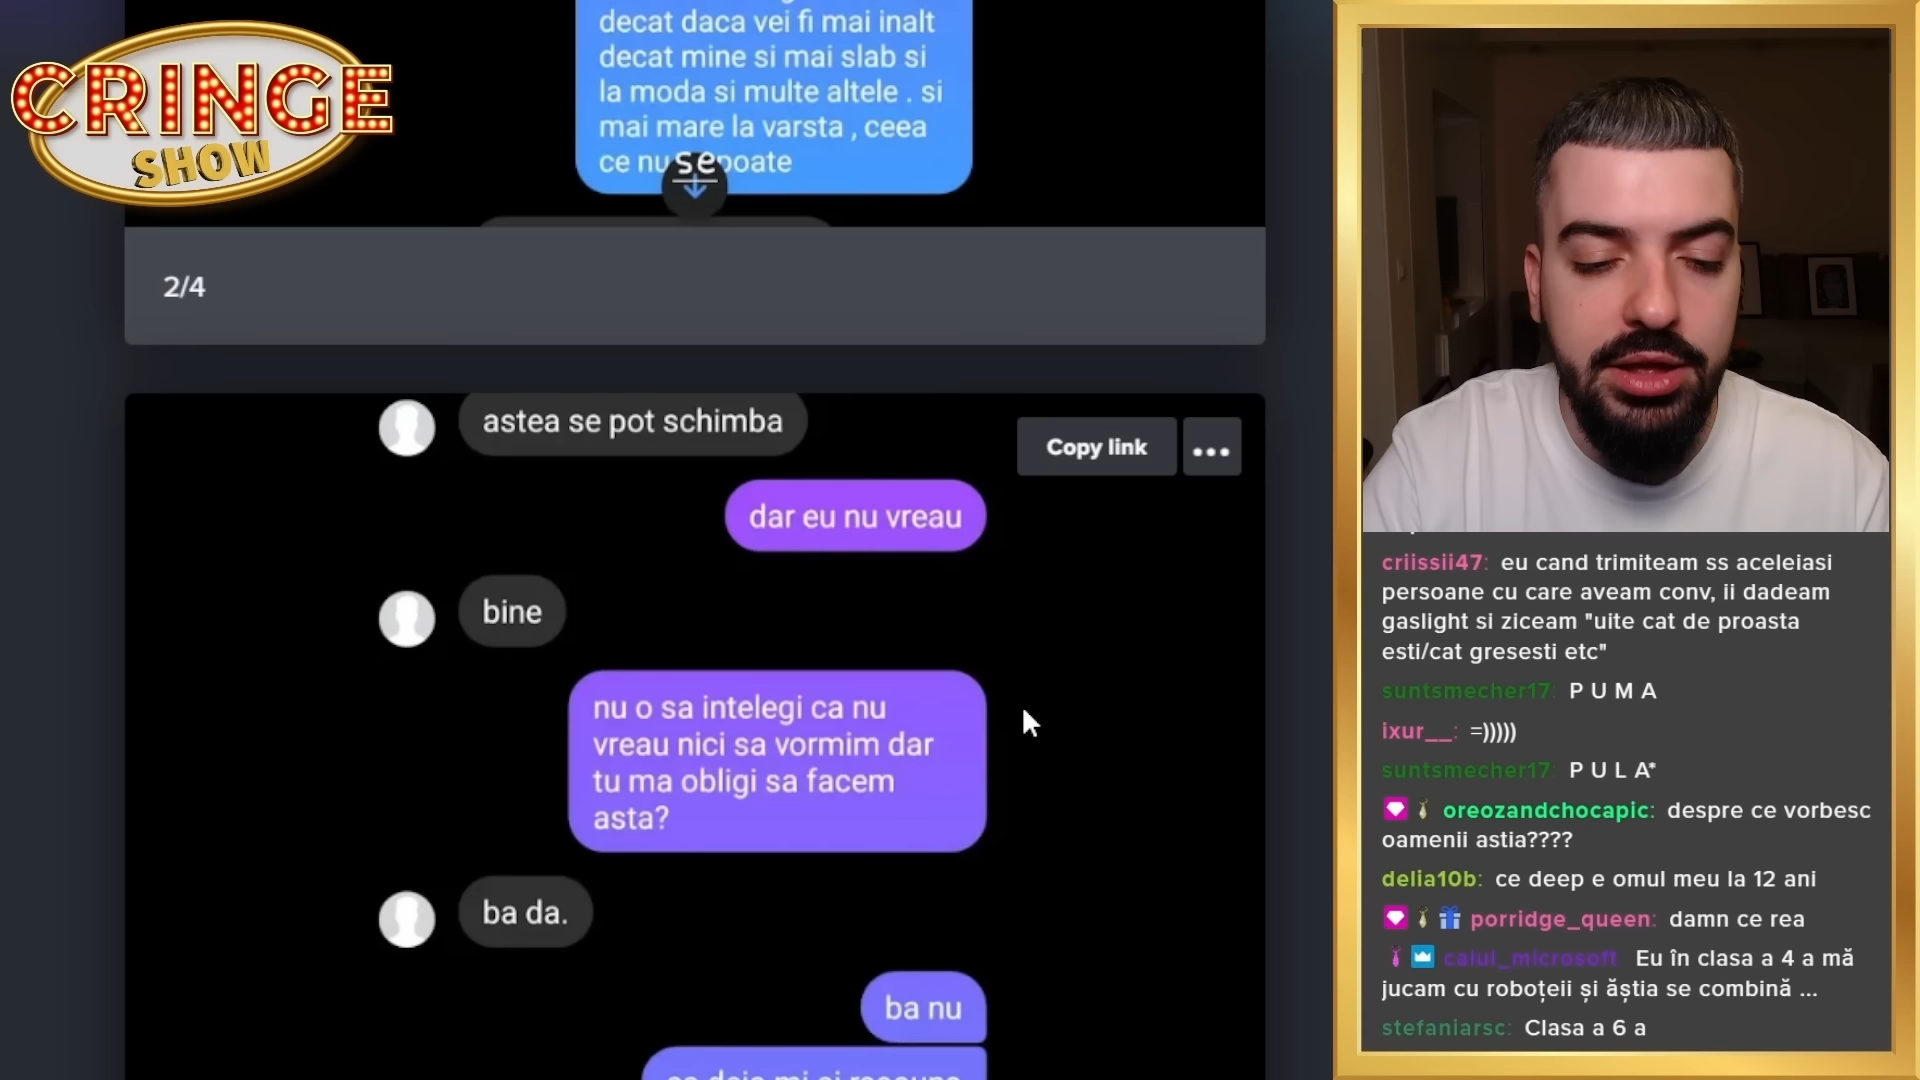 CRINGE
SHOW
decat daca vei fi mai inalt
decat mine si mai slab si
la moda si multe altele . si
mai mare la varsta , ceea
ce nu se poate
2/4
astea se pot schimba
Copy link
...
dar eu nu vreau
bine
nu o sa intelegi ca nu
vreau nici sa vormim dar
tu ma obligi sa facem
asta?
ba da.
ba nu
criissii47: eu cand trimiteam ss aceleiasi
persoane cu care aveam conv, ii dadeam
gaslight si ziceam "uite cat de proasta
esti/cat gresesti etc"
suntsmecher17: P U M A
ixur__: =)))))
suntsmecher17: P U L A*
oreozandchocapic: despre ce vorbesc
oamenii astia????
delia10b: ce deep e omul meu la 12 ani
porridge_queen: damn ce rea
calul_microsoft Eu în clasa a 4 a mă
jucam cu roboțeii și ăștia se combină ...
stefaniarsc: Clasa a 6 a